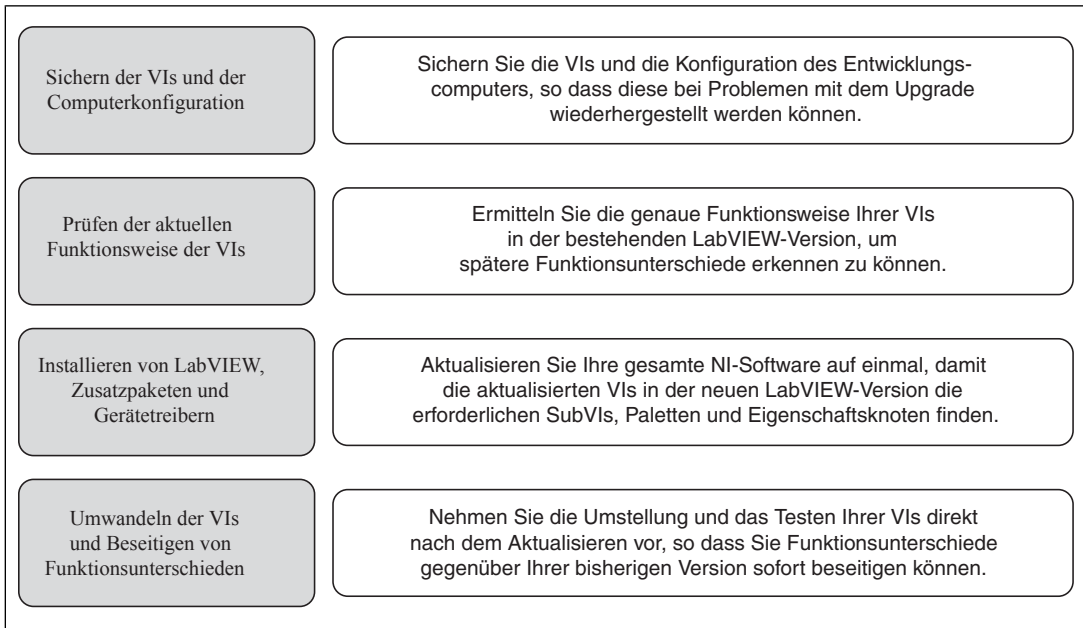 Sichern der VIs und der
Computerkonfiguration
Sichern Sie die VIs und die Konfiguration des Entwicklungs-
computers, so dass diese bei Problemen mit dem Upgrade
wiederhergestellt werden können.
Prüfen der aktuellen
Funktionsweise der VIs
Ermitteln Sie die genaue Funktionsweise Ihrer VIs
in der bestehenden LabVIEW-Version, um
spätere Funktionsunterschiede erkennen zu können.
Installieren von LabVIEW,
Zusatzpaketen und
Gerätetreibern
Aktualisieren Sie Ihre gesamte NI-Software auf einmal, damit
die aktualisierten VIs in der neuen LabVIEW-Version die
erforderlichen SubVIs, Paletten und Eigenschaftsknoten finden.
Umwandeln der VIs
und Beseitigen von
Funktionsunterschieden
Nehmen Sie die Umstellung und das Testen Ihrer VIs direkt
nach dem Aktualisieren vor, so dass Sie Funktionsunterschiede
gegenüber Ihrer bisherigen Version sofort beseitigen können.